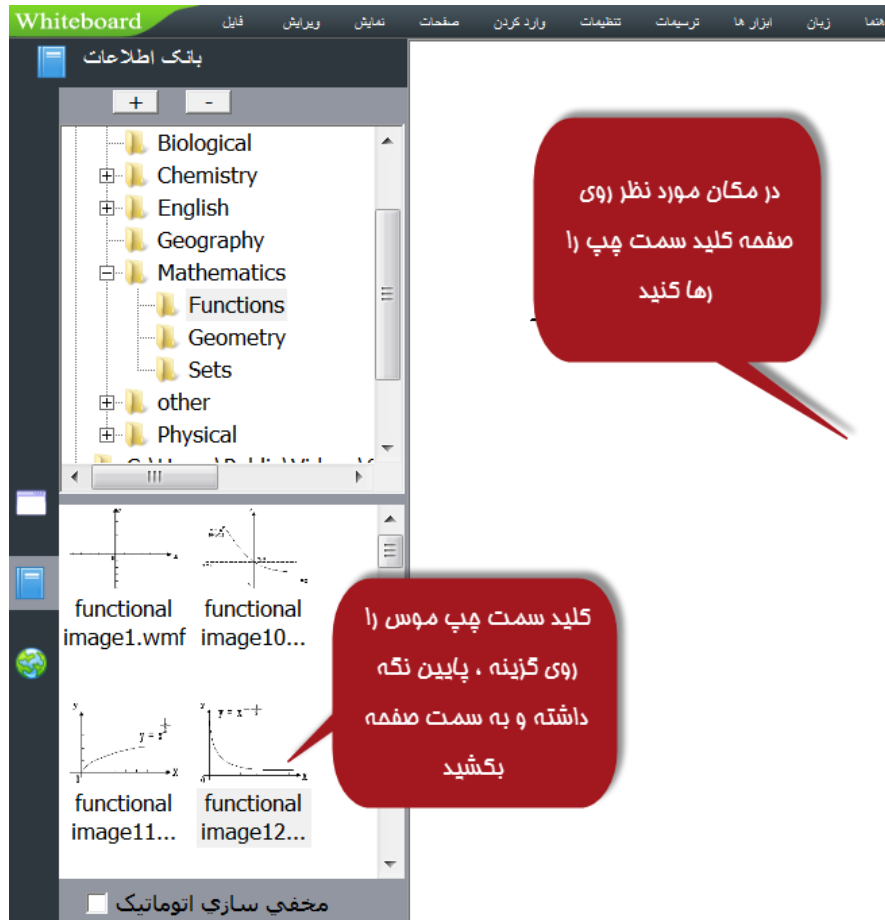 Whiteboard فایل ویرایش نمایش صفحات وارد کردن تنظیمات ترسیمات ابزار ها زبان
بانک اطلاعات
+ -
Biological
Chemistry
English
Geography
Mathematics
Functions
Geometry
Sets
other
Physical
در مکان مورد نظر روی
صفحه کلید سمت چپ را
رها کنید
functional
image1.wmf
functional
image10...
کلید سمت چپ موس را
روی گزینه ، پایین نگه
داشته و به سمت صفحه
بکشید
functional
image11...
functional
image12...
مخفي سازي اتوماتیک